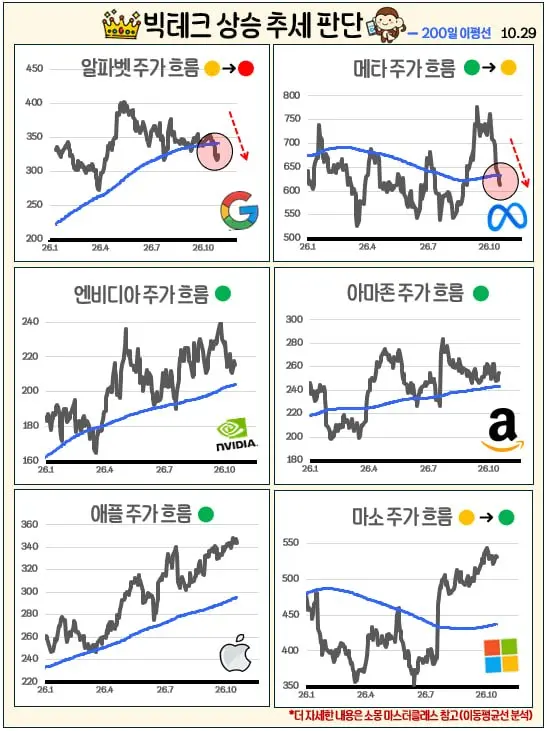 빅테크 상승 추세 판단
200일 이평선 10.29
알파벳 주가 흐름 →
450
400
350
300
250
200
26.1 26.4 26.7 26.10
메타 주가 흐름 →
800
750
700
650
600
550
500
26.1 26.4 26.7 26.10
엔비디아 주가 흐름
240
220
200
180
160
26.1 26.4 26.7 26.10
NVIDIA.
아마존 주가 흐름
300
280
260
240
220
200
180
26.1 26.4 26.7 26.10
a
애플 주가 흐름
360
340
320
300
280
260
240
220
26.1 26.4 26.7 26.10
마소 주가 흐름 →
550
500
450
400
350
26.1 26.4 26.7 26.10
*더 자세한 내용은 소몽 마스터클래스 참고(이동평균선 분석)